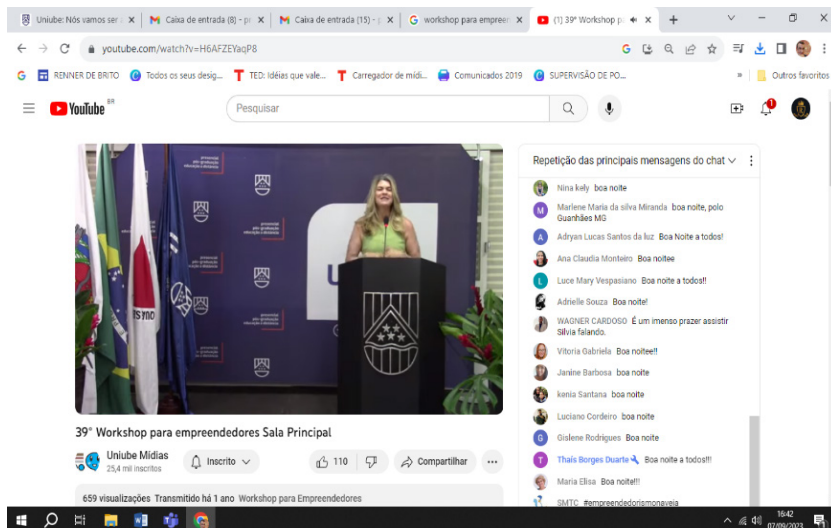 Uniube: Nós vamos ser
Caixa de entrada (8) - pr
Caixa de entrada (15) - p
workshop para empreer
(1) 39º Workshop pa
youtube.com/watch?v=H6AFZEYaqP8
RENNER DE BRITO
Todos os seus desig...
TED: Idéias que vale...
Carregador de mídi...
Comunicados 2019
SUPERVISÃO DE PO...
»
Outros favoritos
YouTube BR
Pesquisar
1
Repetição das principais mensagens do chat
Nina kely boa noite
Marlene Maria da silva Miranda boa noite, polo
Guanhães MG
Adryan Lucas Santos da luz Boa Noite a todos!
Ana Claudia Monteiro Boa noitee
Luce Mary Vespasiano Boa noite a todos!!
Adrielle Souza Boa noite!
WAGNER CARDOSO É um imenso prazer assistir
Silvia falando.
Vitoria Gabriela Boa noitee!!
Janine Barbosa boa noite
kenia Santana boa noite
Luciano Cordeiro boa noite
Gislene Rodrigues Boa noite
Thais Borges Duarte Boa noite a todos!!!
Maria Elisa Boa noite!!!
SMTC #empreendedorismonaveia
39° Workshop para empreendedores Sala Principal
Uniube Mídias
25,4 mil inscritos
Inscrito
110
Compartilhar
...
659 visualizações Transmitido há 1 ano Workshop para Empreendedores
16:42
07/09/2023